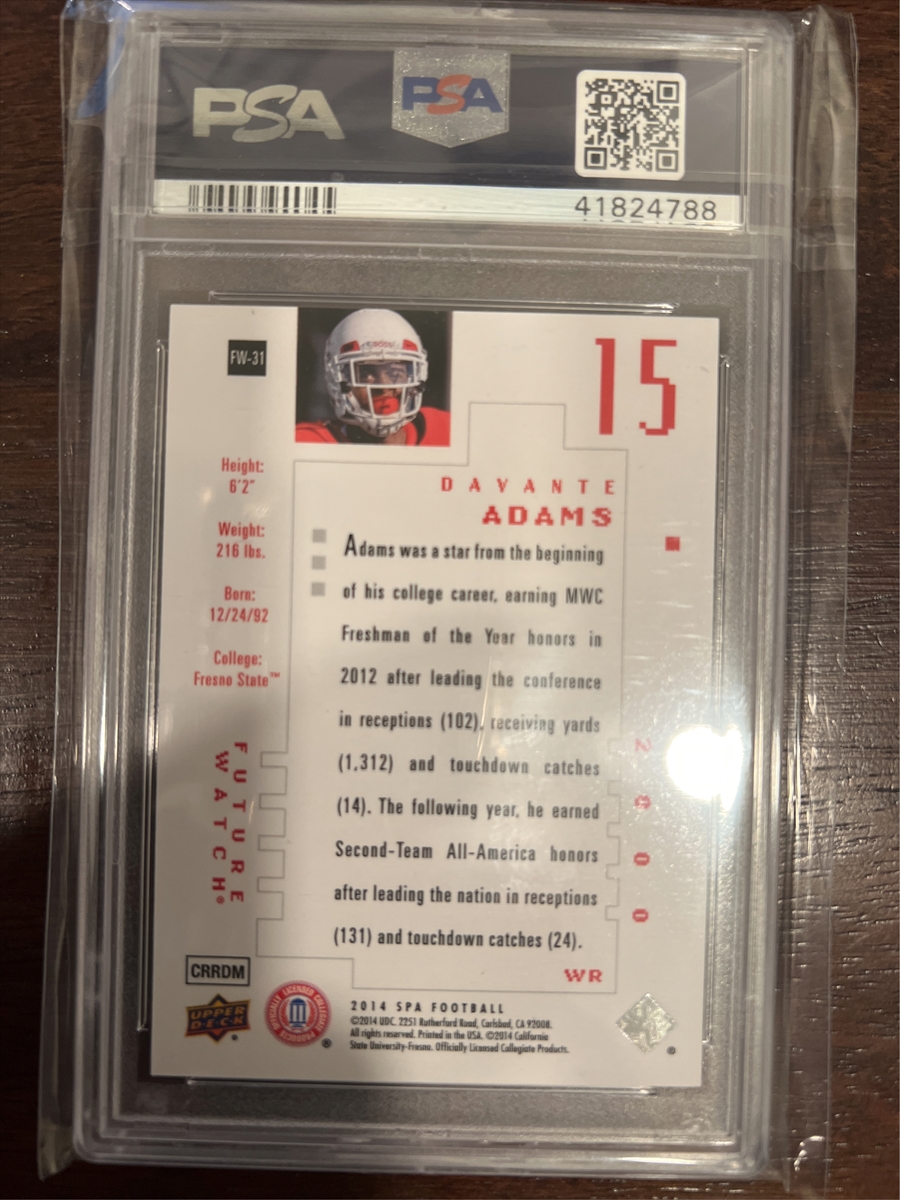 PSA
PSA
41824788
FW-31
15
Height:
6'2"
Weight:
216 lbs.
Born:
12/24/92
College:
Fresno State™
DAVANTE
ADAMS
Adams was a star from the beginning
of his college career, earning MWC
Freshman of the Year honors in
2012 after leading the conference
in receptions (102), receiving yards
(1,312) and touchdown catches
(14). The following year, he earned
Second-Team All-America honors
after leading the nation in receptions
(131) and touchdown catches (24).
WR
FUTURE
WATCH®
2000
CRRDM
UPPER
DECK
OFFICIALLY LICENSED COLLEGIATE PRODUCTS
2014 SPA FOOTBALL
©2014 UDC. 2251 Rutherford Road, Carlsbad, CA 92008.
All rights reserved. Printed in the USA. ©2014 California
State University-Fresno. Officially Licensed Collegiate Products.